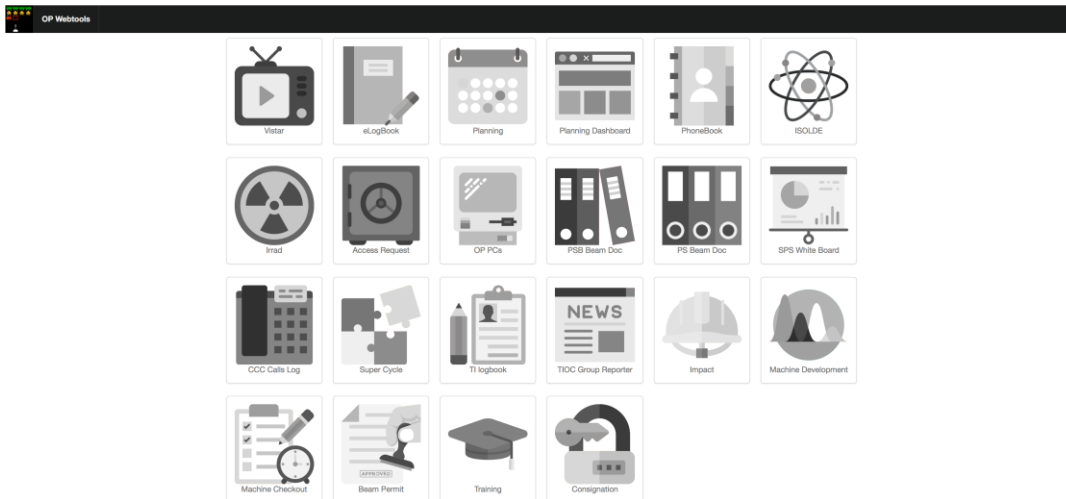 OP Webtools
Vistar
eLogBook
Planning
Planning Dashboard
PhoneBook
ISOLDE
Irrad
Access Request
OP PCs
PSB Beam Doc
PS Beam Doc
SPS White Board
NEWS
CCC Calls Log
Super Cycle
TI logbook
TIOC Group Reporter
Impact
Machine Development
APPROVED
Machine Checkout
Beam Permit
Training
Consignation